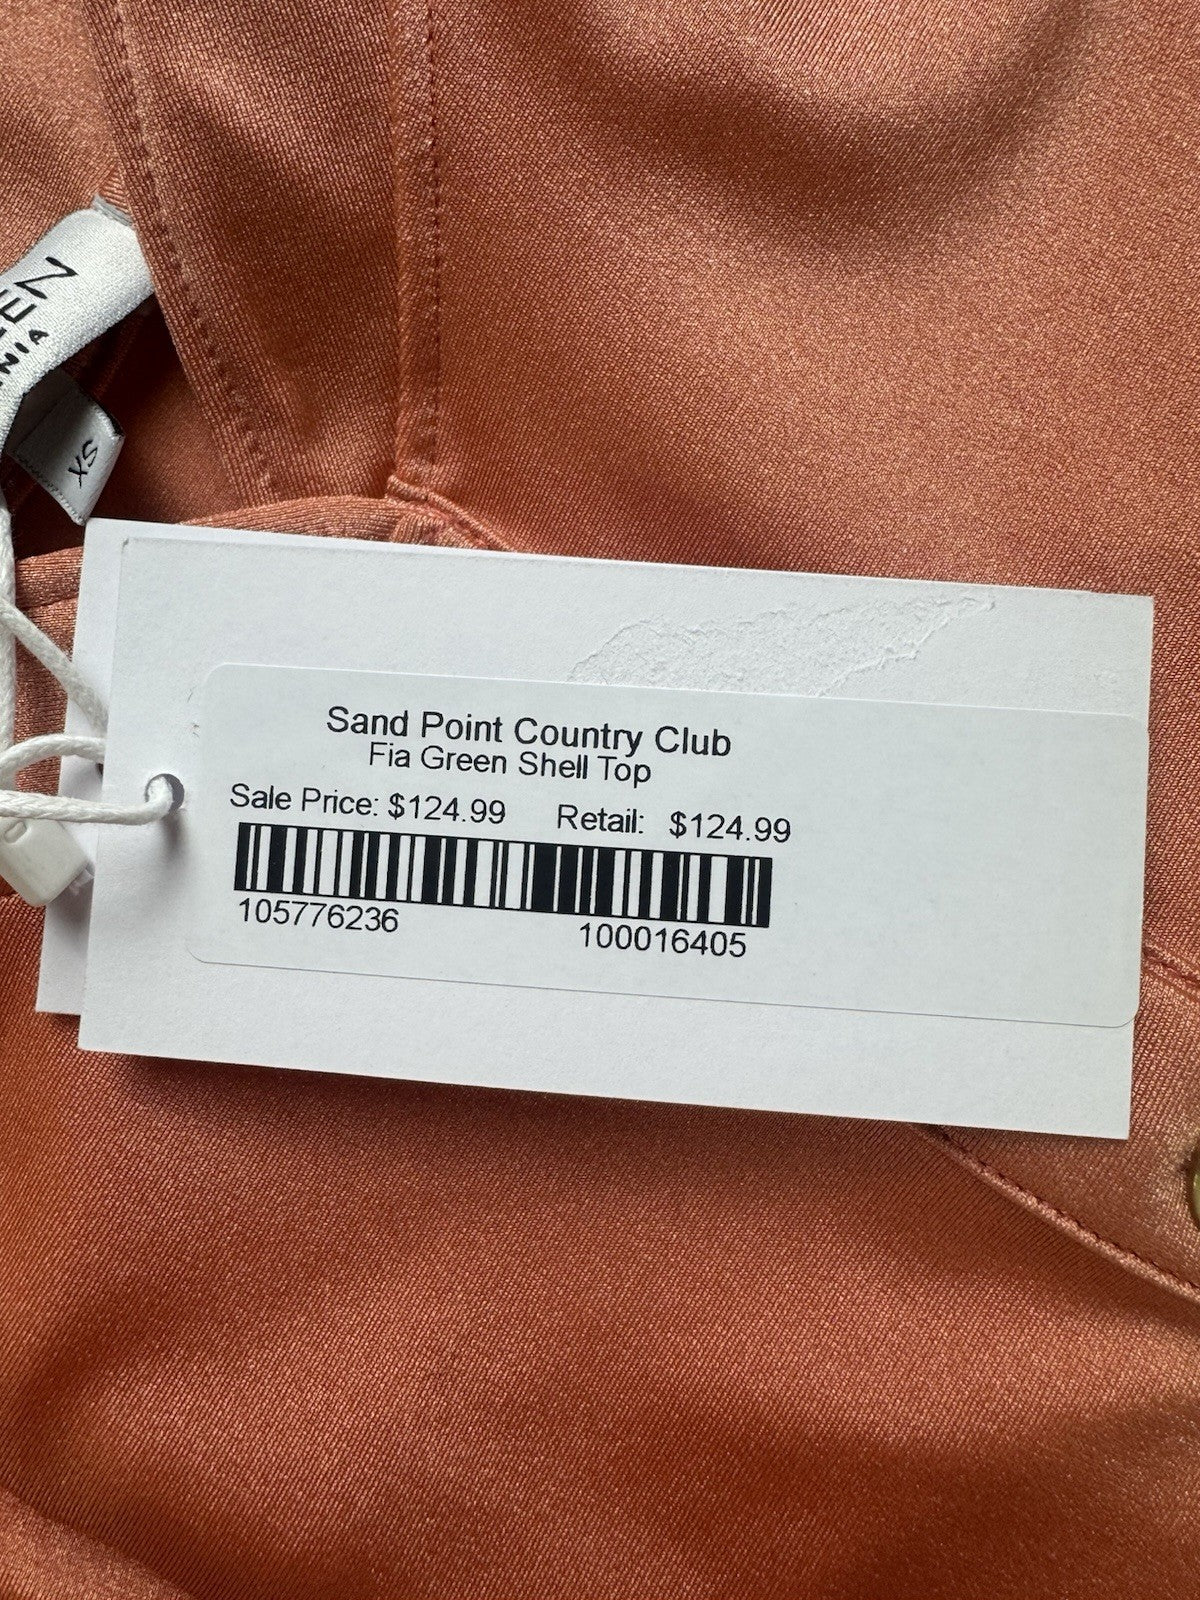 XS
Sand Point Country Club
Fia Green Shell Top
Sale Price: $124.99 Retail: $124.99
105776236 100016405